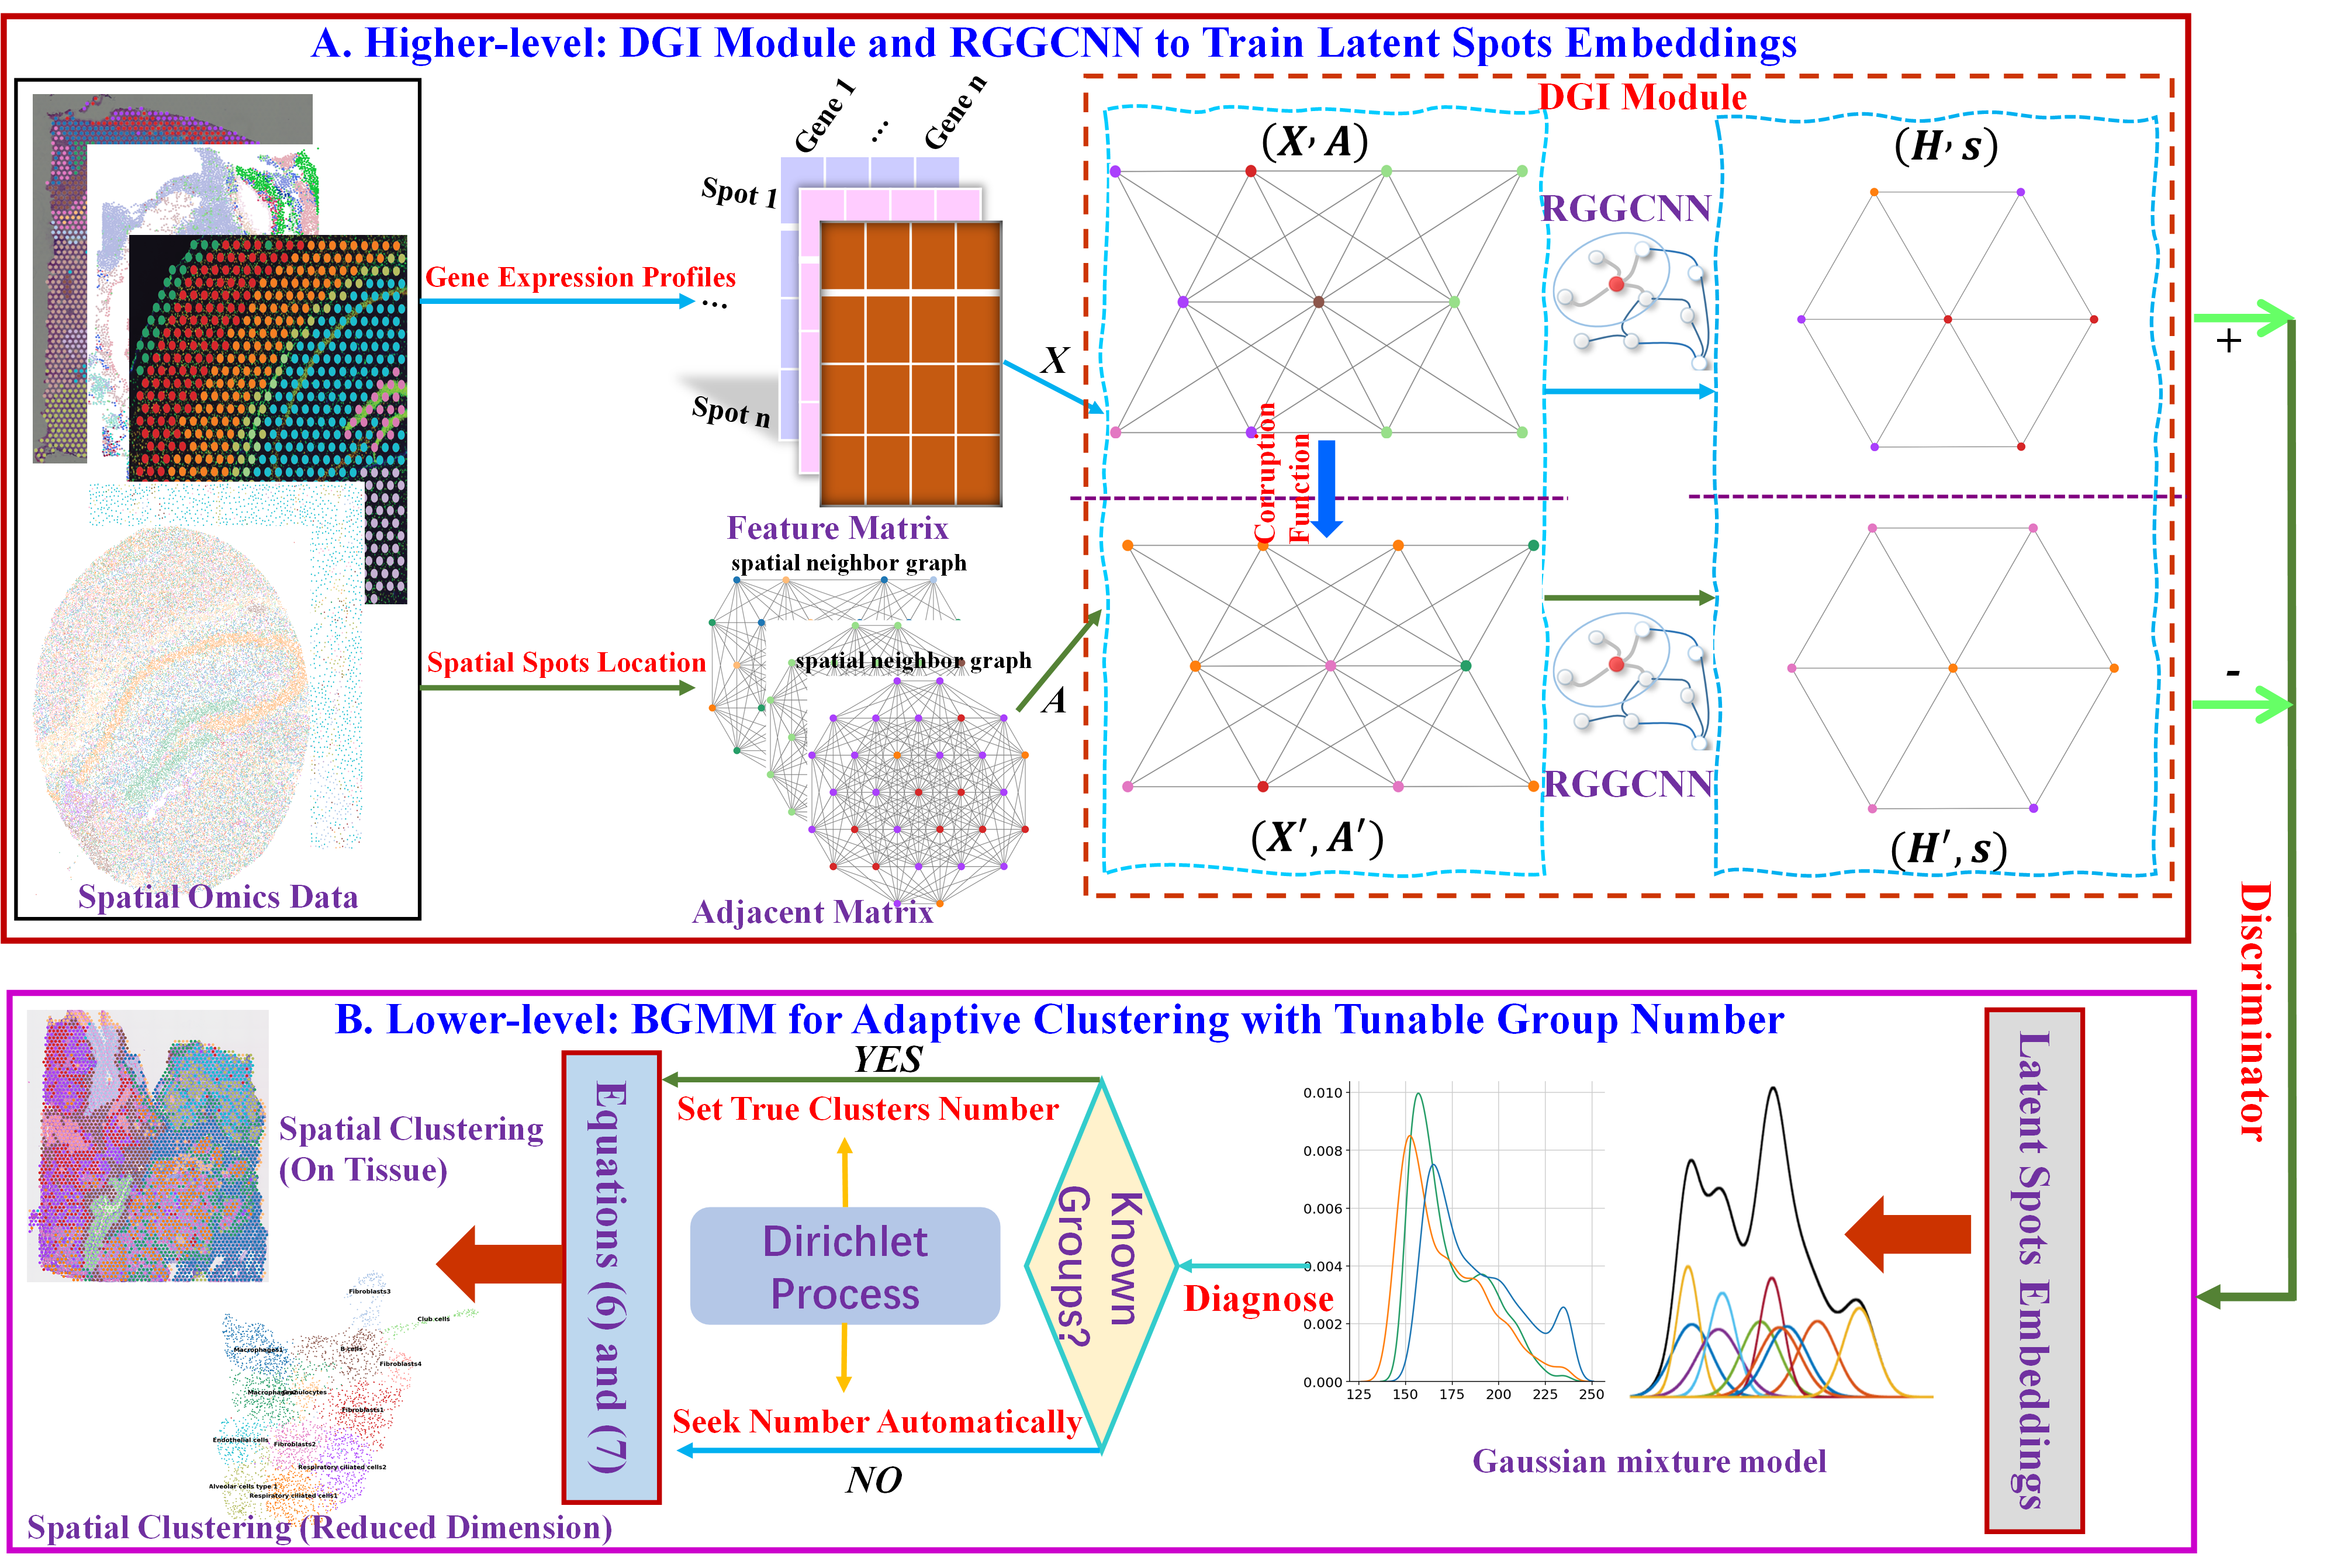 A. Higher-level: DGI Module and RGGCNN to Train Latent Spots Embeddings
Gene 1
...
Gene n
Spot 1
...
Spot n
Gene Expression Profiles
Spatial Spots Location
Spatial Omics Data
Feature Matrix
spatial neighbor graph
spatial neighbor graph
Adjacent Matrix
X
A
DGI Module
(X, A)
Corruption
Function
(X′, A′)
RGGCNN
RGGCNN
(H, s)
(H′, s)
+
-
Discriminator
B. Lower-level: BGMM for Adaptive Clustering with Tunable Group Number
Latent Spots Embeddings
Gaussian mixture model
0.010
0.008
0.006
0.004
0.002
0.000
125 150 175 200 225 250
Diagnose
Known
Groups?
YES
Set True Clusters Number
Dirichlet
Process
Seek Number Automatically
NO
Equations (6) and (7)
Spatial Clustering
(On Tissue)
Fibroblasts3
Club cells
Macrophages1
B cells
Fibroblasts4
Fibroblasts1
Endothelial cells
Fibroblasts2
Respiratory ciliated cells2
Alveolar cells type 1
Respiratory ciliated cells1
Spatial Clustering (Reduced Dimension)